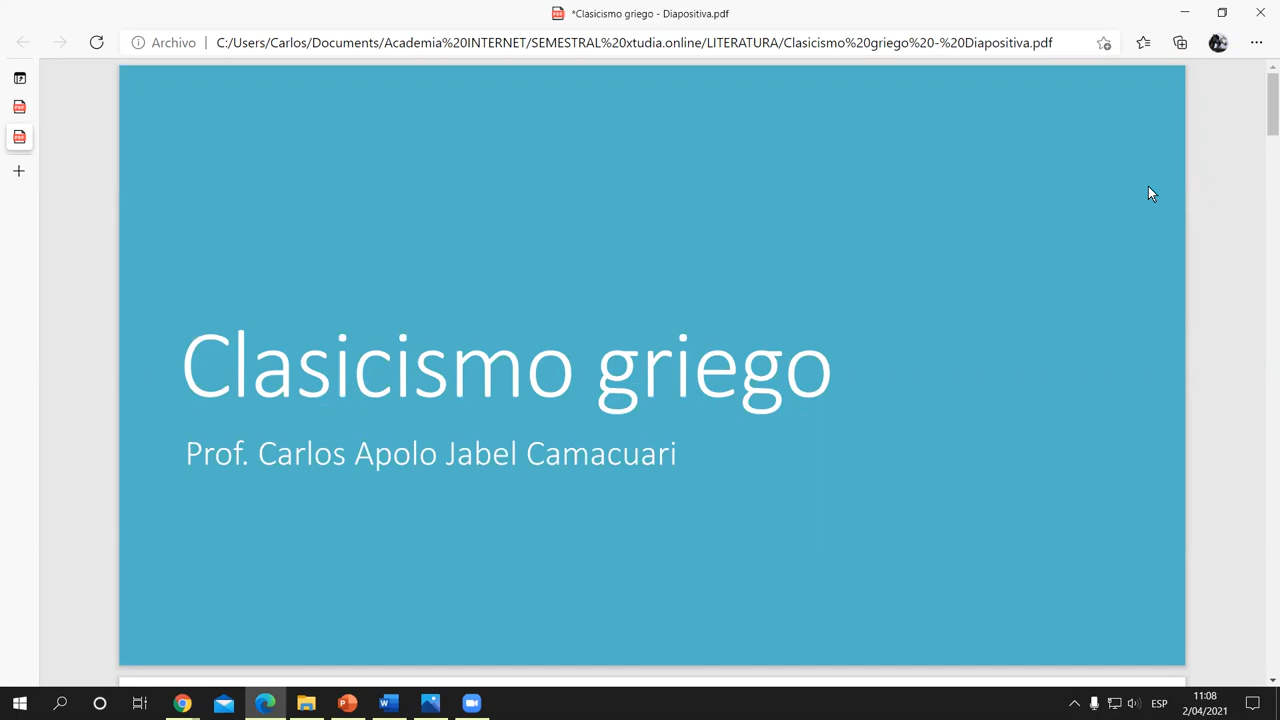 *Clasicismo griego - Diapositiva.pdf
Archivo
C:/Users/Carlos/Documents/Academia%20INTERNET/SEMESTRAL%20xtudia.online/LITERATURA/Clasicismo%20griego%20-%20Diapositiva.pdf
Clasicismo griego
Prof. Carlos Apolo Jabel Camacuari
ESP
11:08
2/04/2021